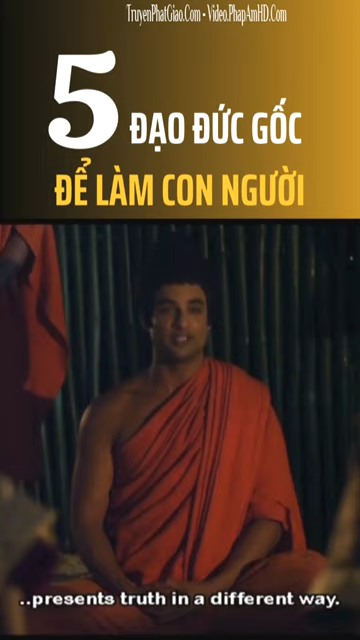 TruyenPhatGiao.Com • Video.PhapAmHD.Com
5 ĐẠO ĐỨC GỐC
ĐỂ LÀM CON NGƯỜI
..presents truth in a different way.